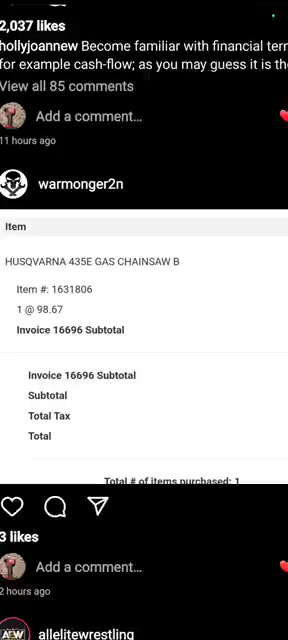 2,037 likes
hollyjoannew Become familiar with financial term
for example cash-flow; as you may guess it is the
View all 85 comments
Add a comment...
11 hours ago
warmonger2n
Item
HUSQVARNA 435E GAS CHAINSAW B
Item #: 1631806
1 @ 98.67
Invoice 16696 Subtotal
Invoice 16696 Subtotal
Subtotal
Total Tax
Total
Total # of items purchased: 1
3 likes
Add a comment...
2 hours ago
AEW
allelitewrestling